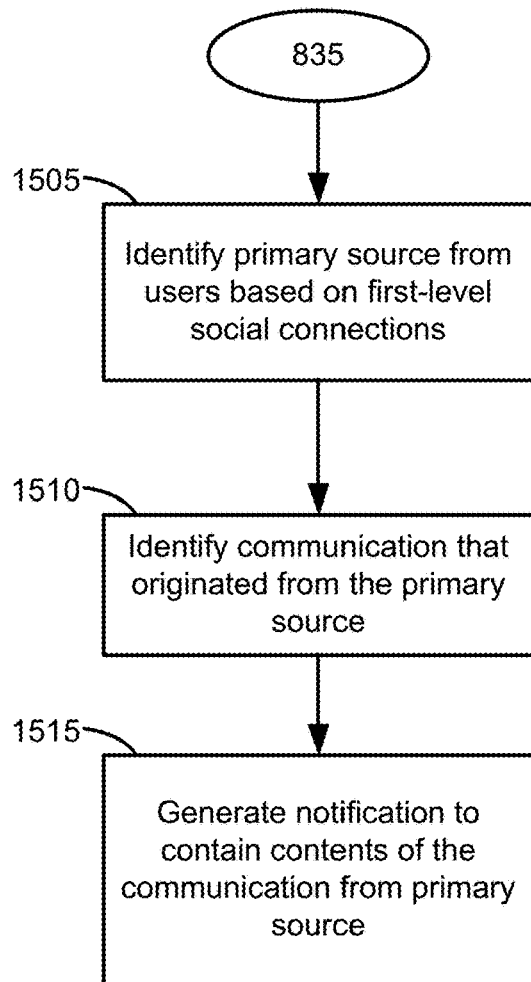 835
1505
Identify primary source from
users based on first-level
social connections
1510
Identify communication that
originated from the primary
source
1515
Generate notification to
contain contents of the
communication from primary
source